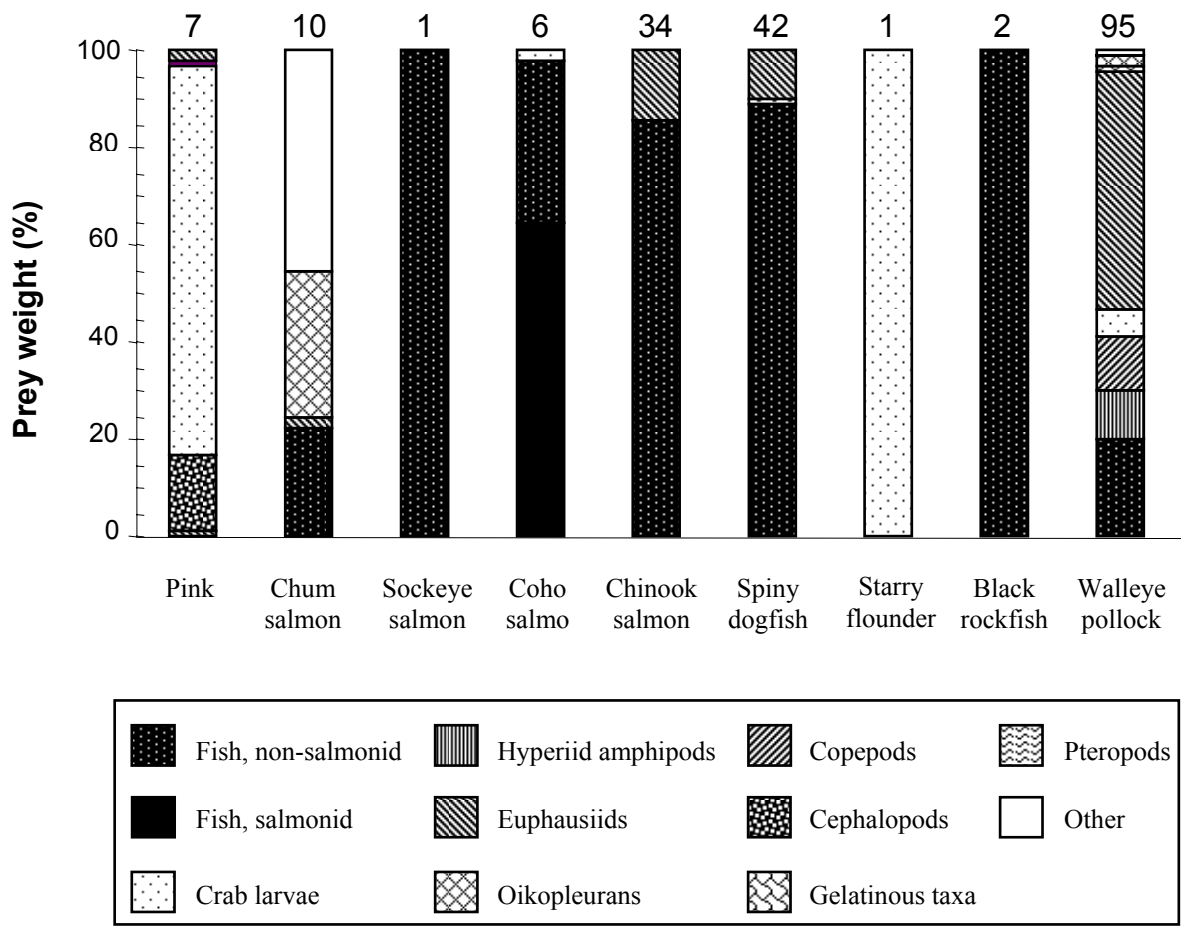 7 10 1 6 34 42 1 2 95
Prey weight (%)
100
80
60
40
20
0
Pink
Chum
salmon
Sockeye
salmon
Coho
salmo
Chinook
salmon
Spiny
dogfish
Starry
flounder
Black
rockfish
Walleye
pollock
Fish, non-salmonid
Hyperiid amphipods
Copepods
Pteropods
Fish, salmonid
Euphausiids
Cephalopods
Other
Crab larvae
Oikopleurans
Gelatinous taxa